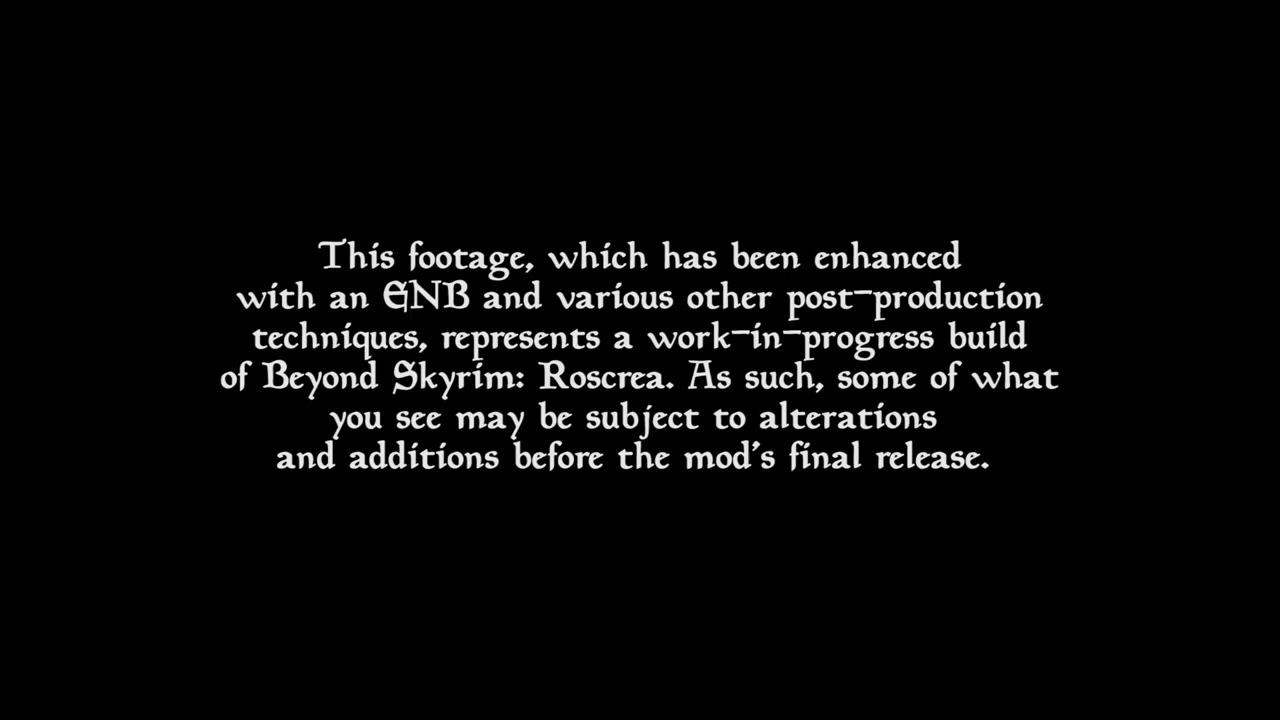 This footage, which has been enhanced
with an ENB and various other post-production
techniques, represents a work-in-progress build
of Beyond Skyrim: Roscrea. As such, some of what
you see may be subject to alterations
and additions before the mod's final release.